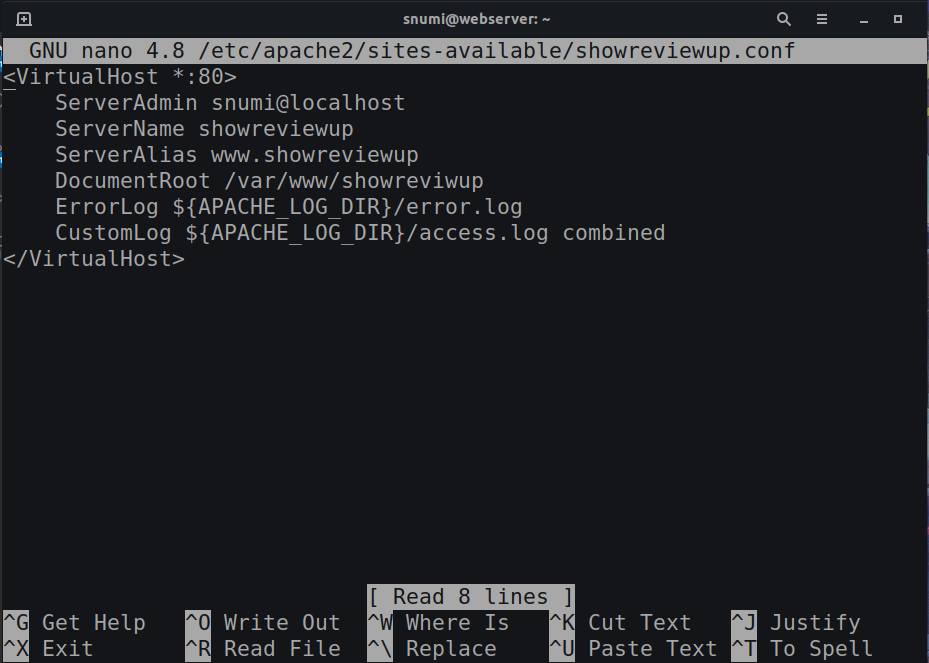 snumi@webserver: ~
GNU nano 4.8 /etc/apache2/sites-available/showreviewup.conf
<VirtualHost *:80>
    ServerAdmin snumi@localhost
    ServerName showreviewup
    ServerAlias www.showreviewup
    DocumentRoot /var/www/showreviwup
    ErrorLog ${APACHE_LOG_DIR}/error.log
    CustomLog ${APACHE_LOG_DIR}/access.log combined
</VirtualHost>
[ Read 8 lines ]
^G Get Help ^O Write Out ^W Where Is ^K Cut Text ^J Justify
^X Exit ^R Read File ^\ Replace ^U Paste Text ^T To Spell